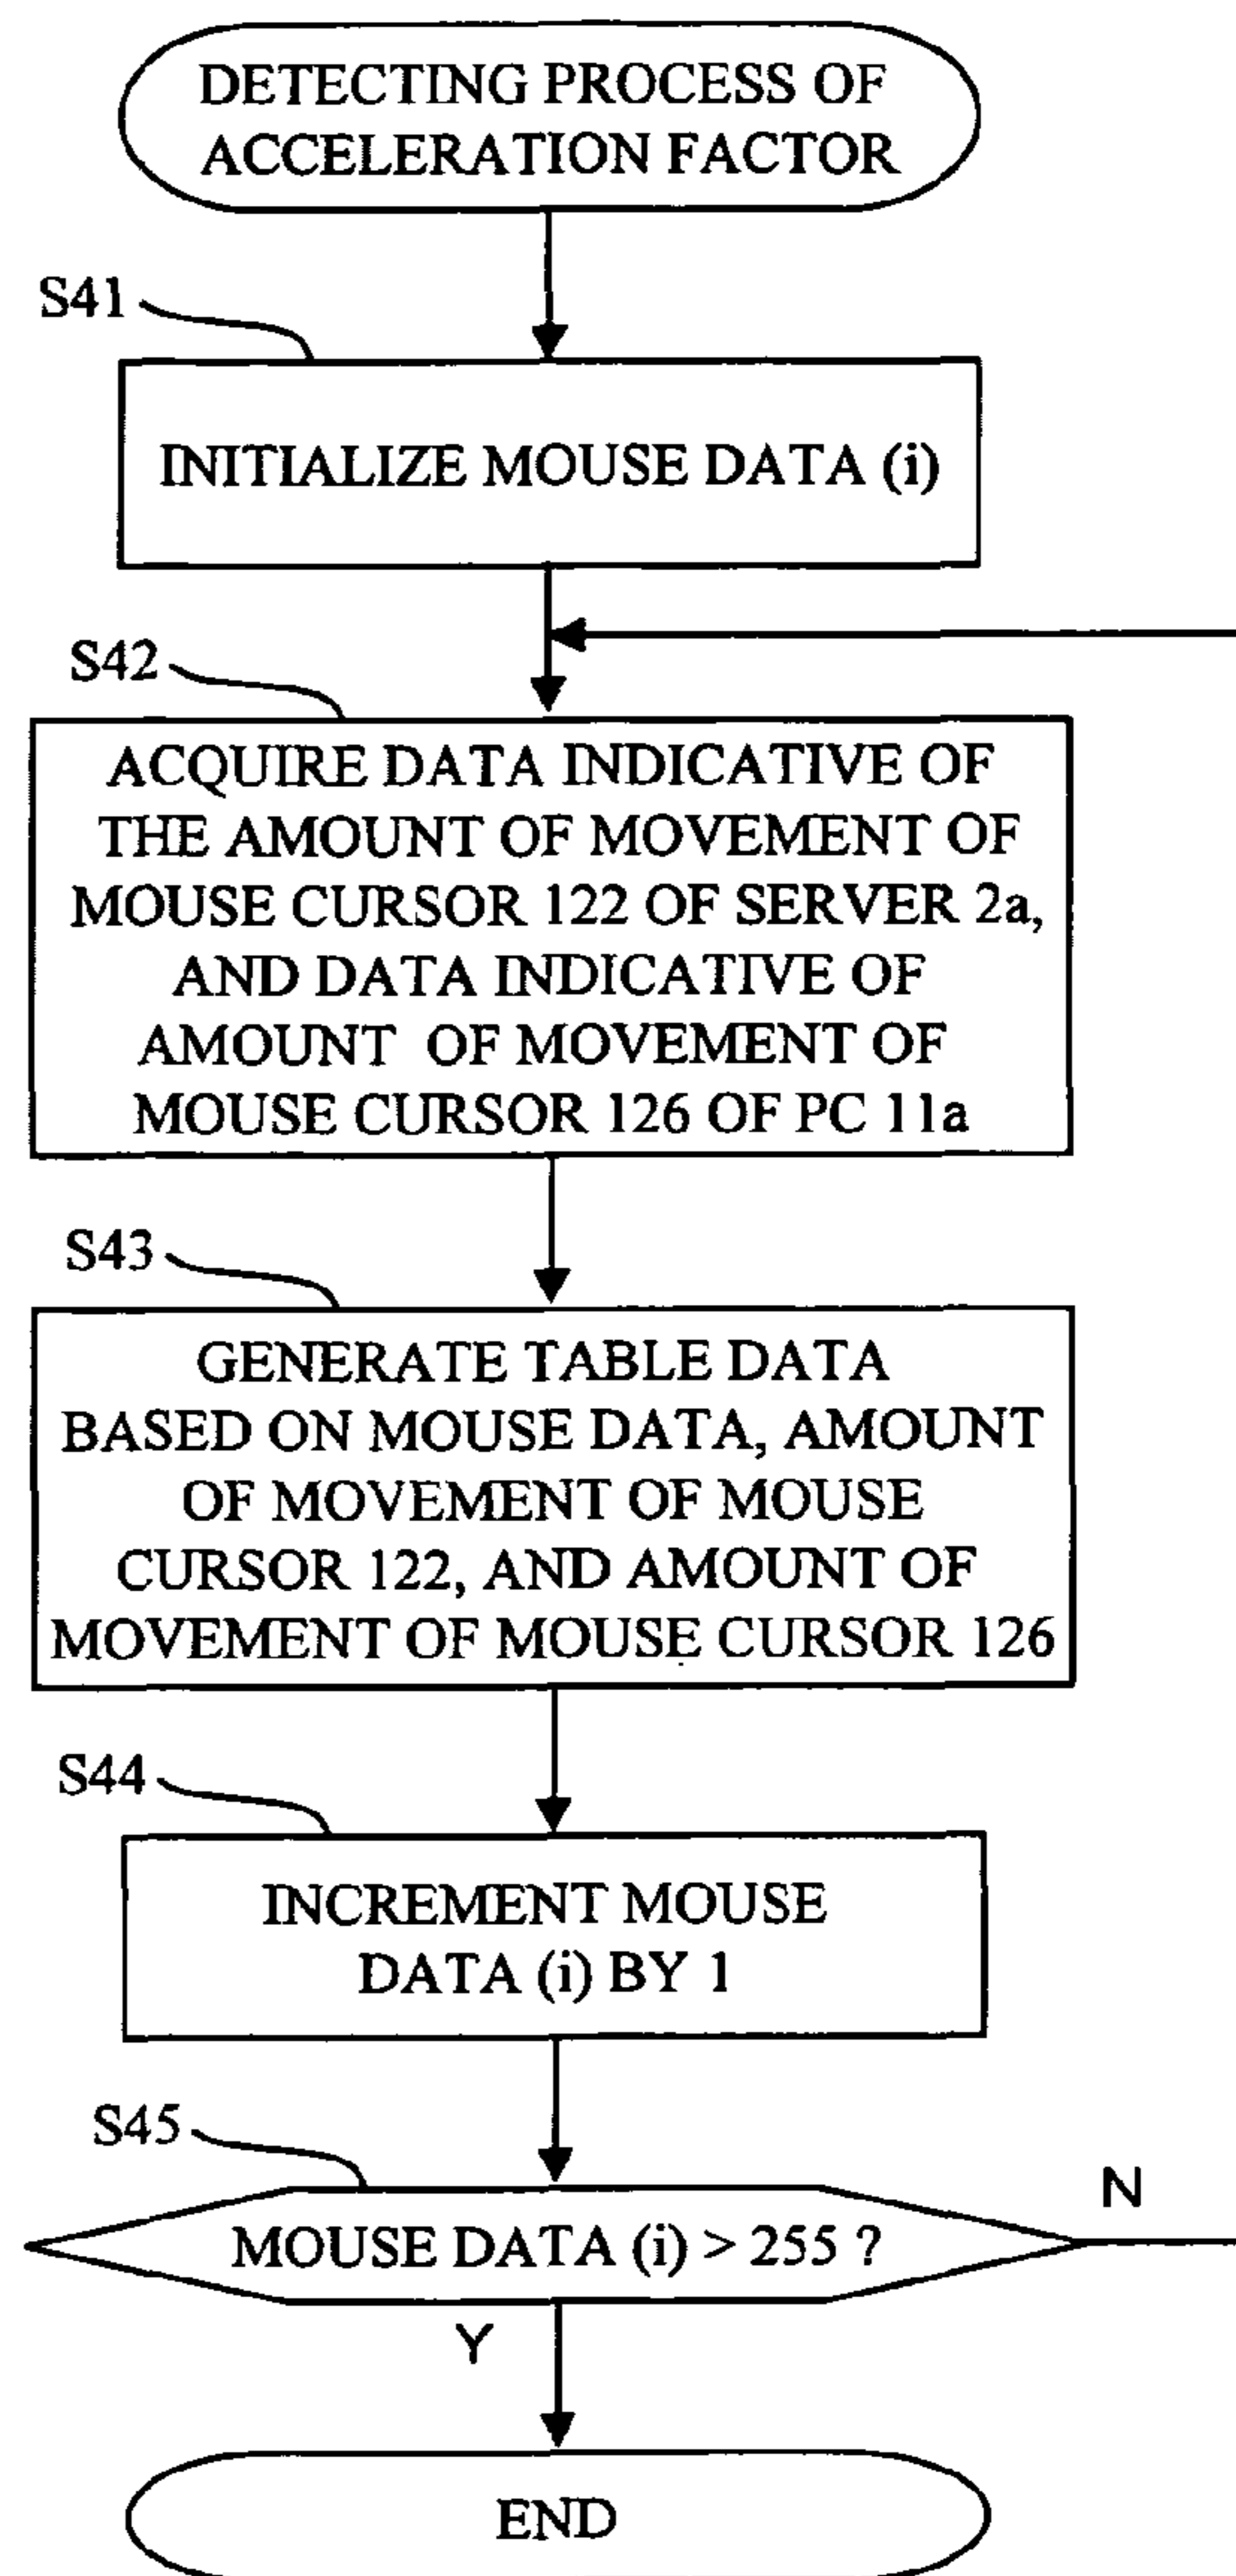 DETECTING PROCESS OF
ACCELERATION FACTOR
S41
INITIALIZE MOUSE DATA (i)
S42
ACQUIRE DATA INDICATIVE OF
THE AMOUNT OF MOVEMENT OF
MOUSE CURSOR 122 OF SERVER 2a,
AND DATA INDICATIVE OF
AMOUNT OF MOVEMENT OF
MOUSE CURSOR 126 OF PC 11a
S43
GENERATE TABLE DATA
BASED ON MOUSE DATA, AMOUNT
OF MOVEMENT OF MOUSE
CURSOR 122, AND AMOUNT OF
MOVEMENT OF MOUSE CURSOR 126
S44
INCREMENT MOUSE
DATA (i) BY 1
S45
MOUSE DATA (i) > 255 ?
N
Y
END